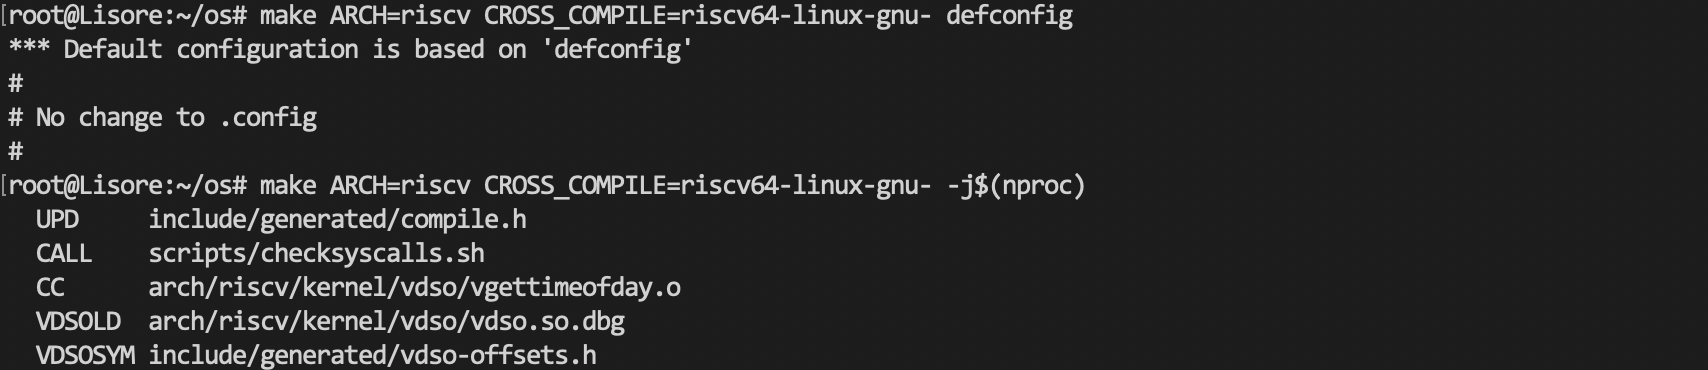 [root@Lisore:~/os# make ARCH=riscv CROSS_COMPILE=riscv64-linux-gnu- defconfig
*** Default configuration is based on 'defconfig'
#
# No change to .config
#
[root@Lisore:~/os# make ARCH=riscv CROSS_COMPILE=riscv64-linux-gnu- -j$(nproc)
  UPD     include/generated/compile.h
  CALL    scripts/checksyscalls.sh
  CC      arch/riscv/kernel/vdso/vgettimeofday.o
  VDSOLD  arch/riscv/kernel/vdso/vdso.so.dbg
  VDSOSYM include/generated/vdso-offsets.h